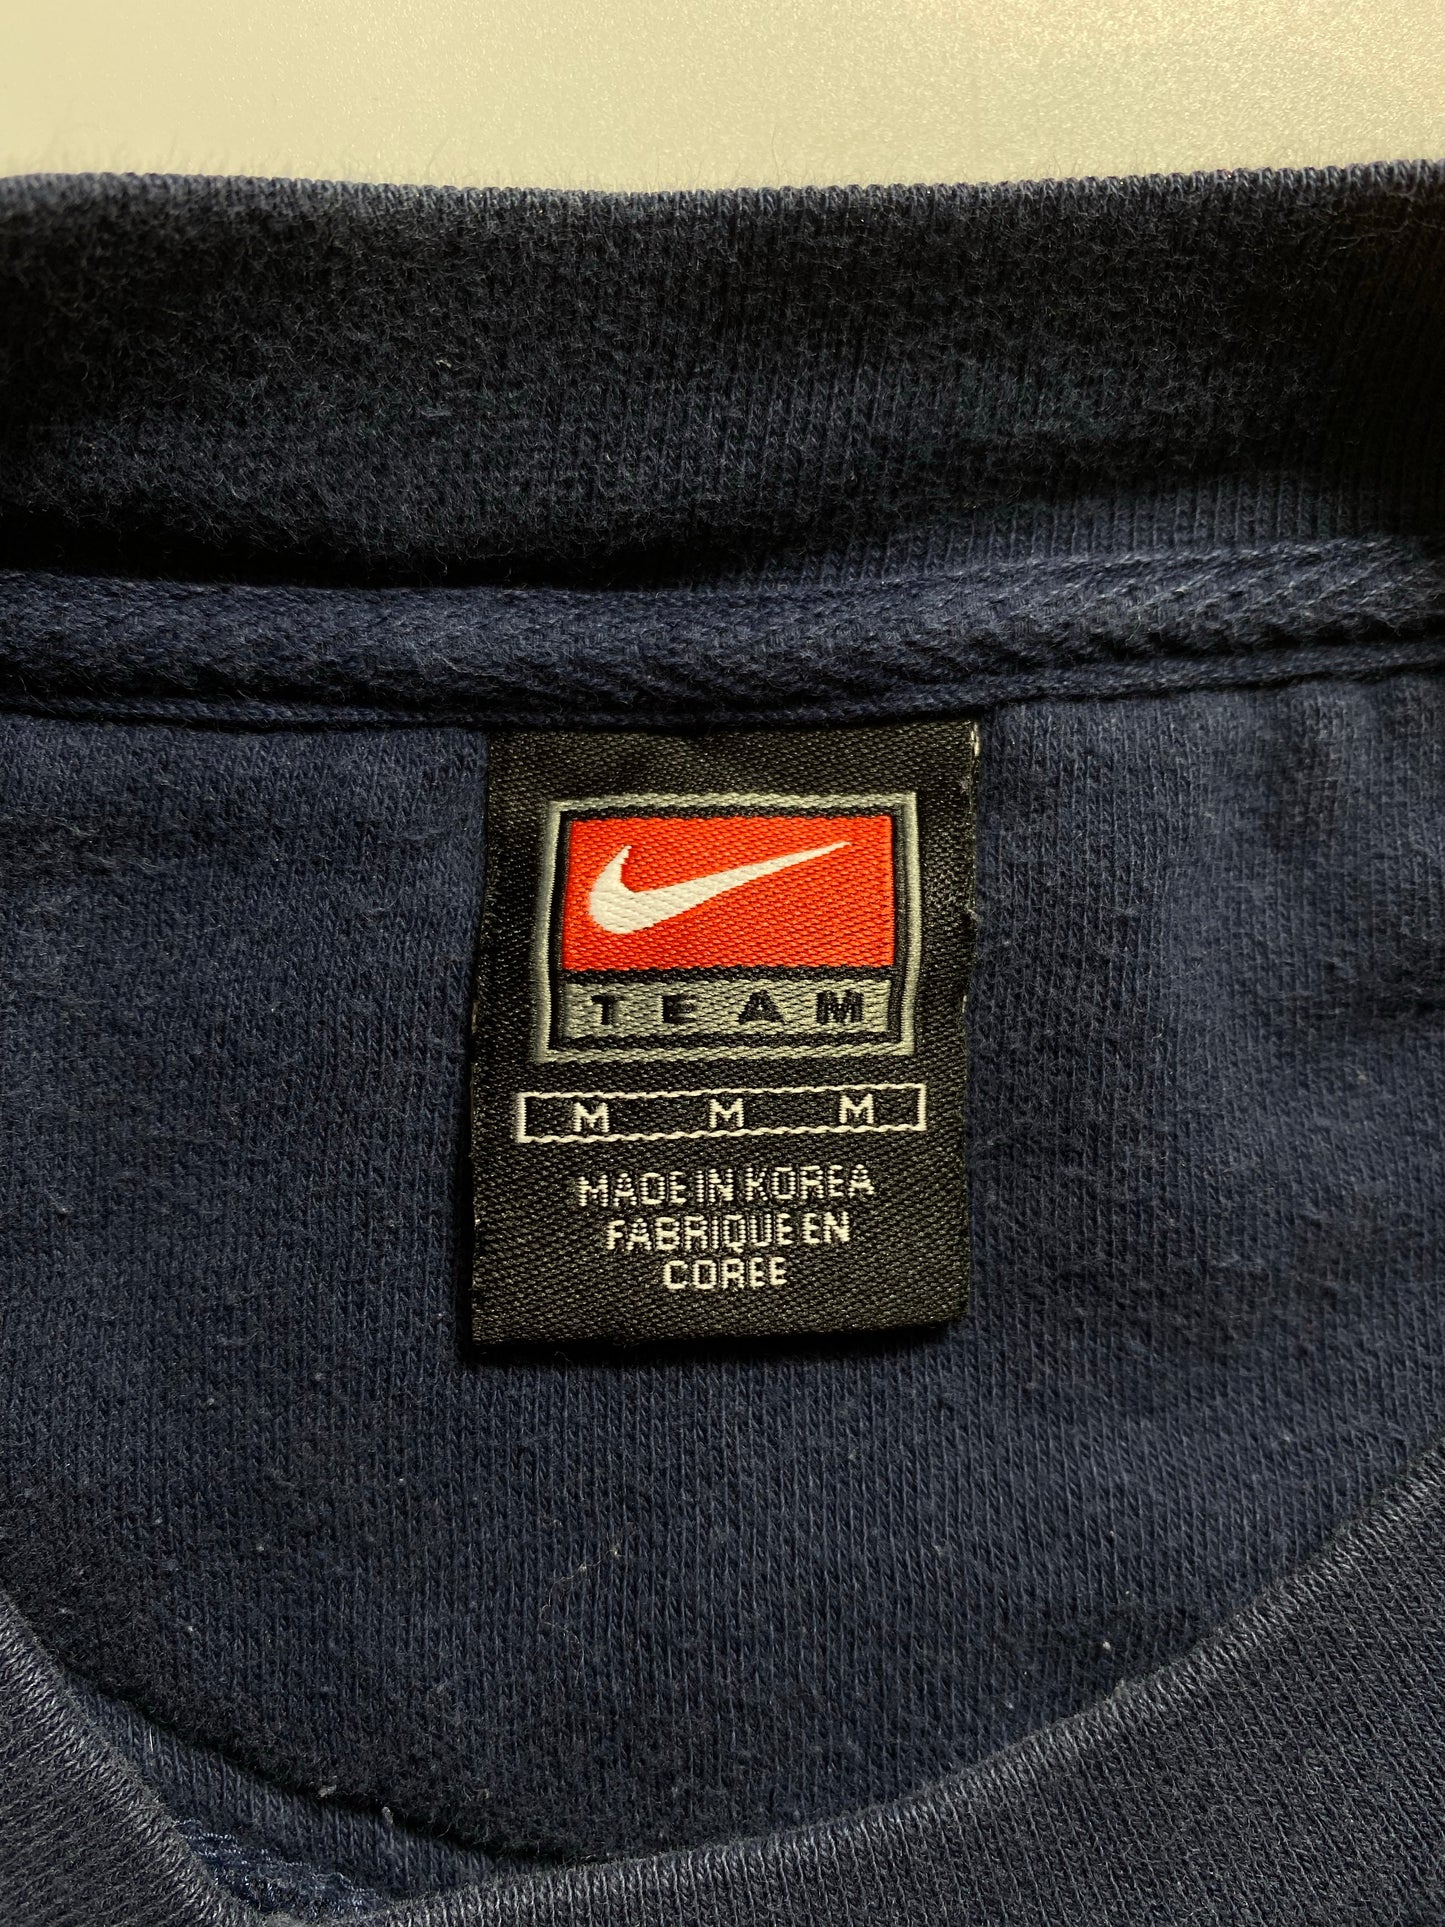 TEAM
M M M
MADE IN KOREA
FABRIQUE EN
COREE